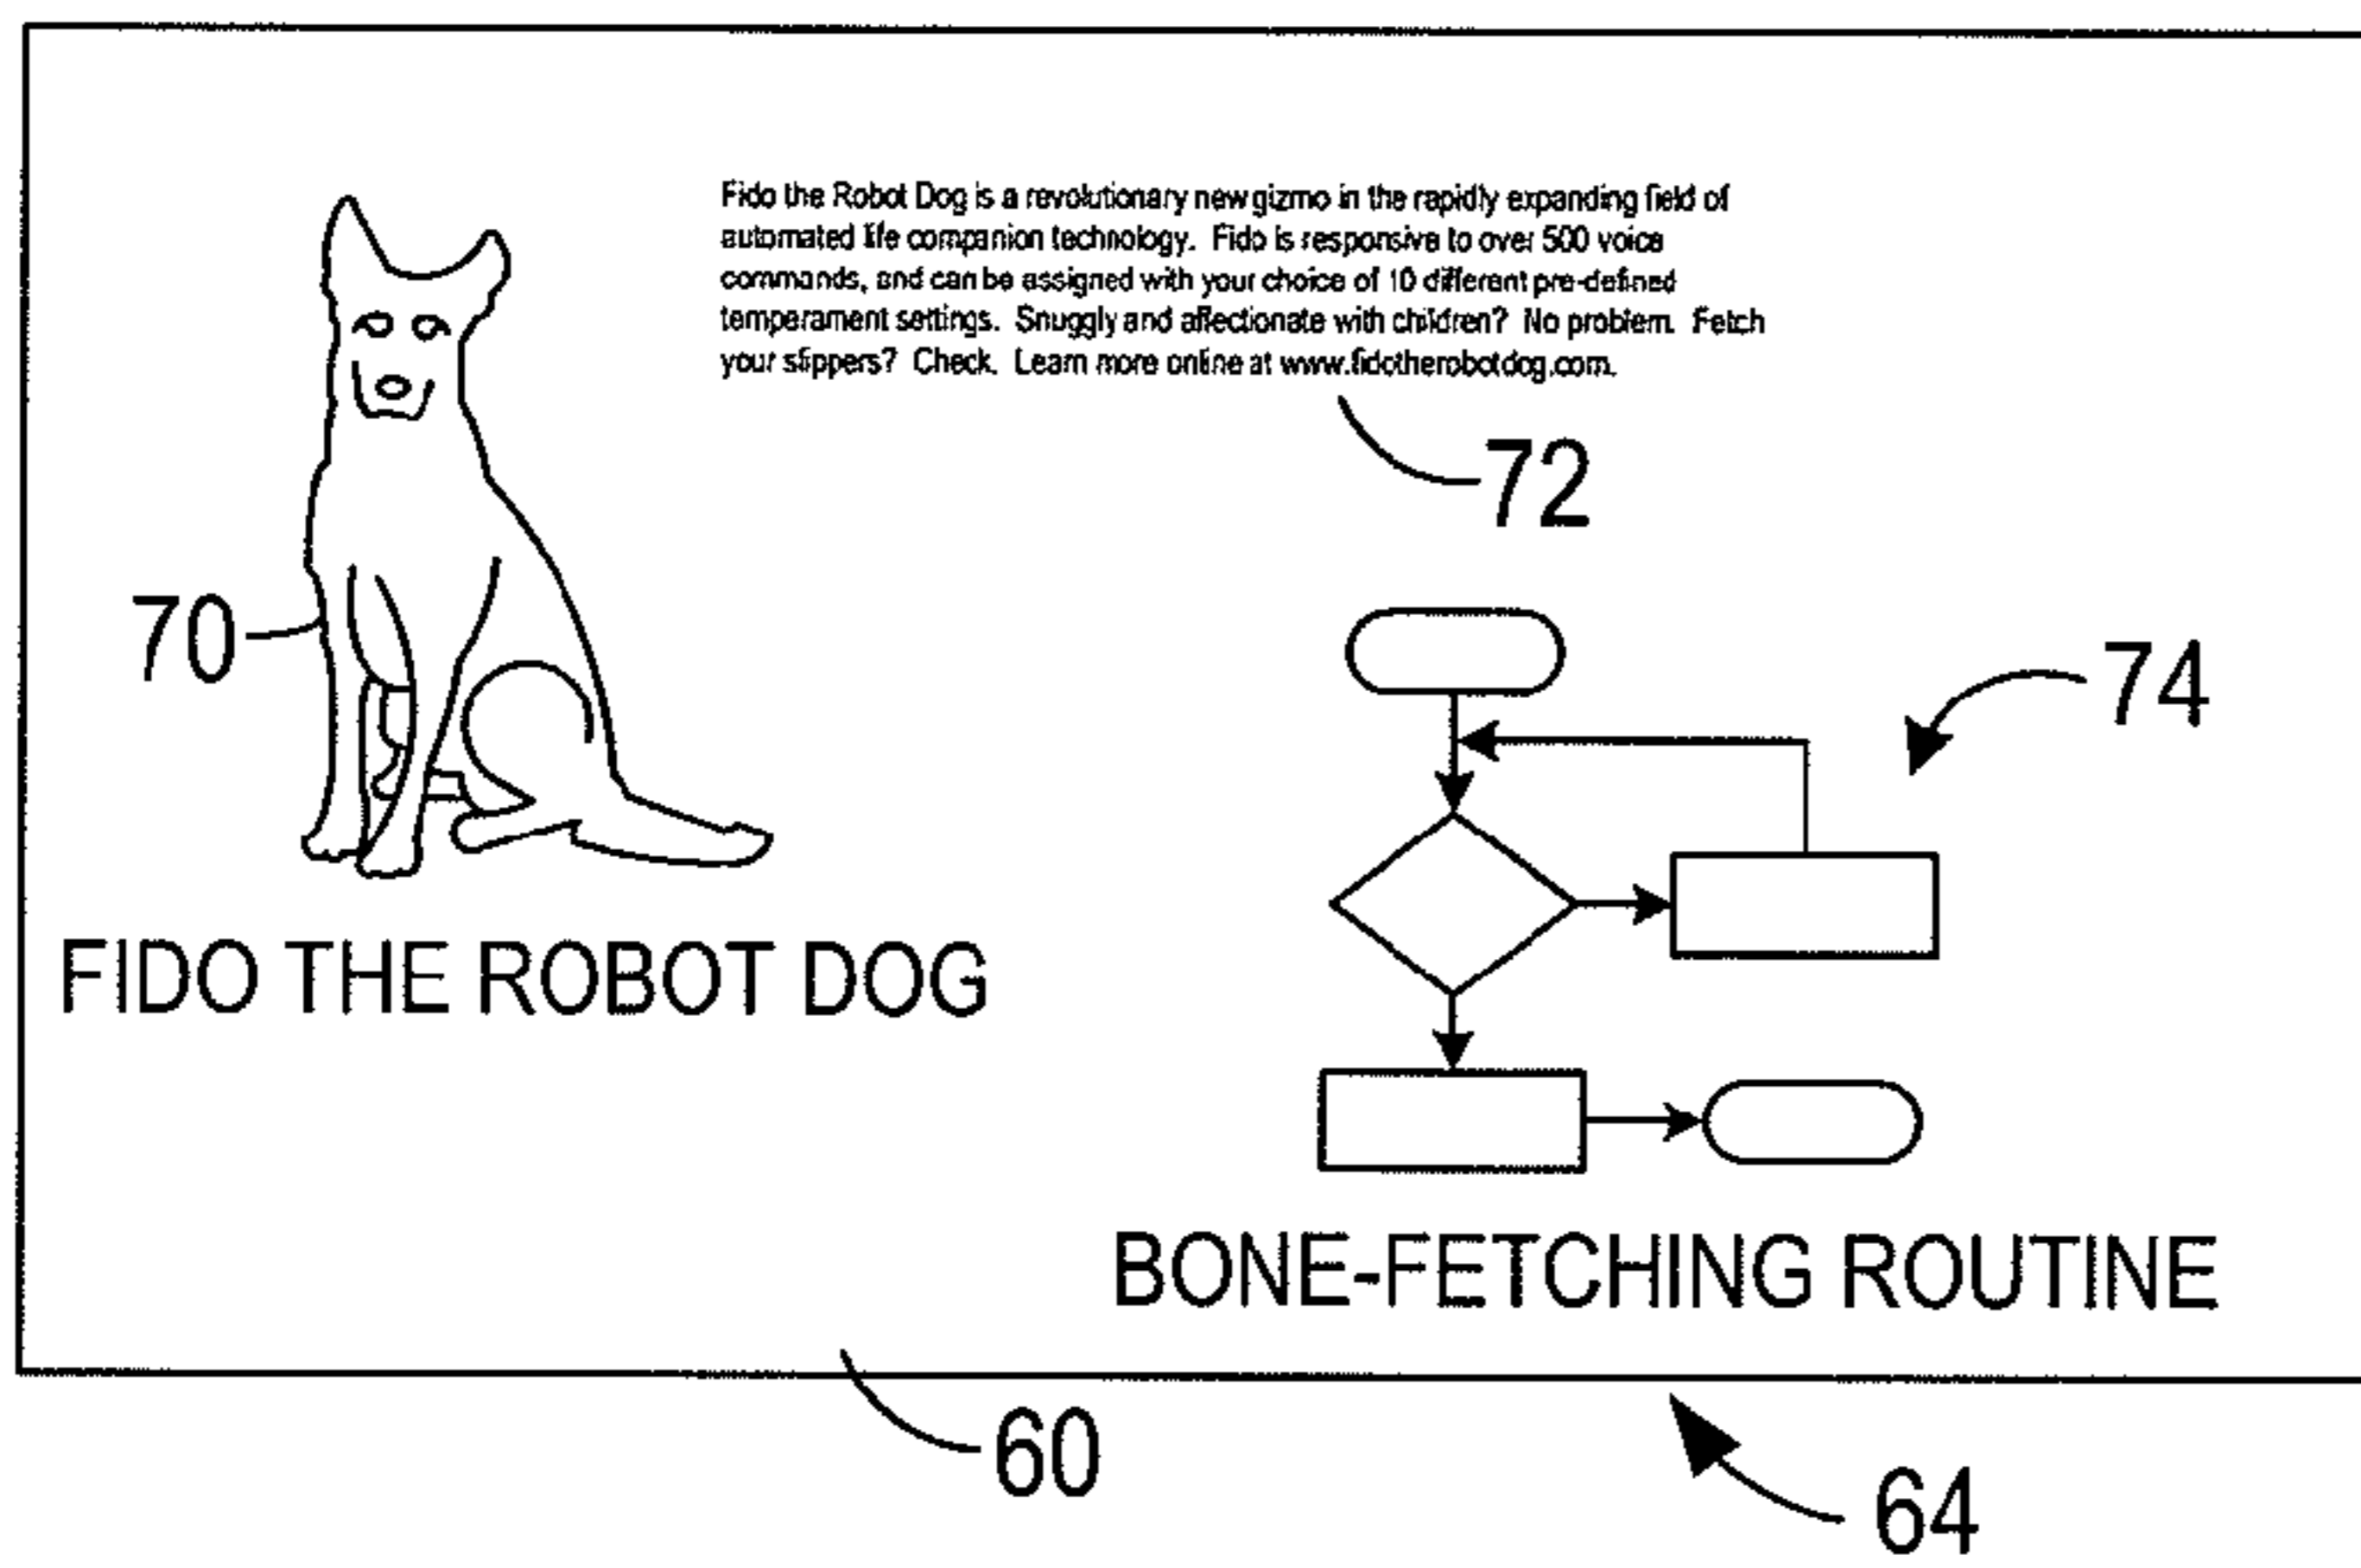 Fido the Robot Dog is a revolutionary new gizmo in the rapidly expanding field of
automated life companion technology. Fido is responsive to over 500 voice
commands, and can be assigned with your choice of 10 different pre-defined
temperament settings. Snuggly and affectionate with children? No problem. Fetch
your slippers? Check. Learn more online at www.fidotherobotdog.com.
72
70
74
FIDO THE ROBOT DOG
BONE-FETCHING ROUTINE
60
64